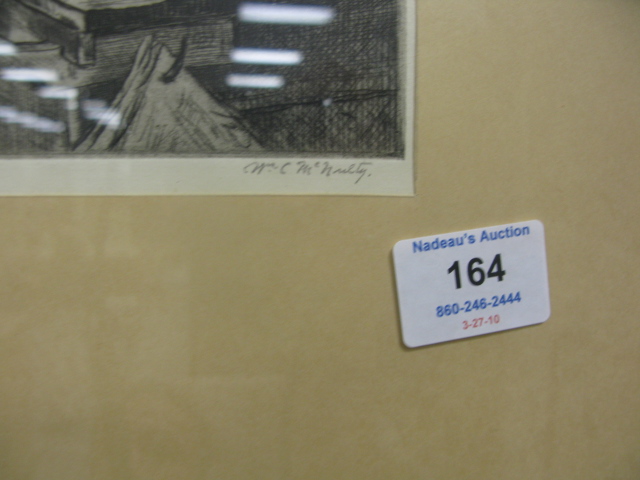 Wm C McNulty.
Nadeau's Auction
164
860-246-2444
3-27-10